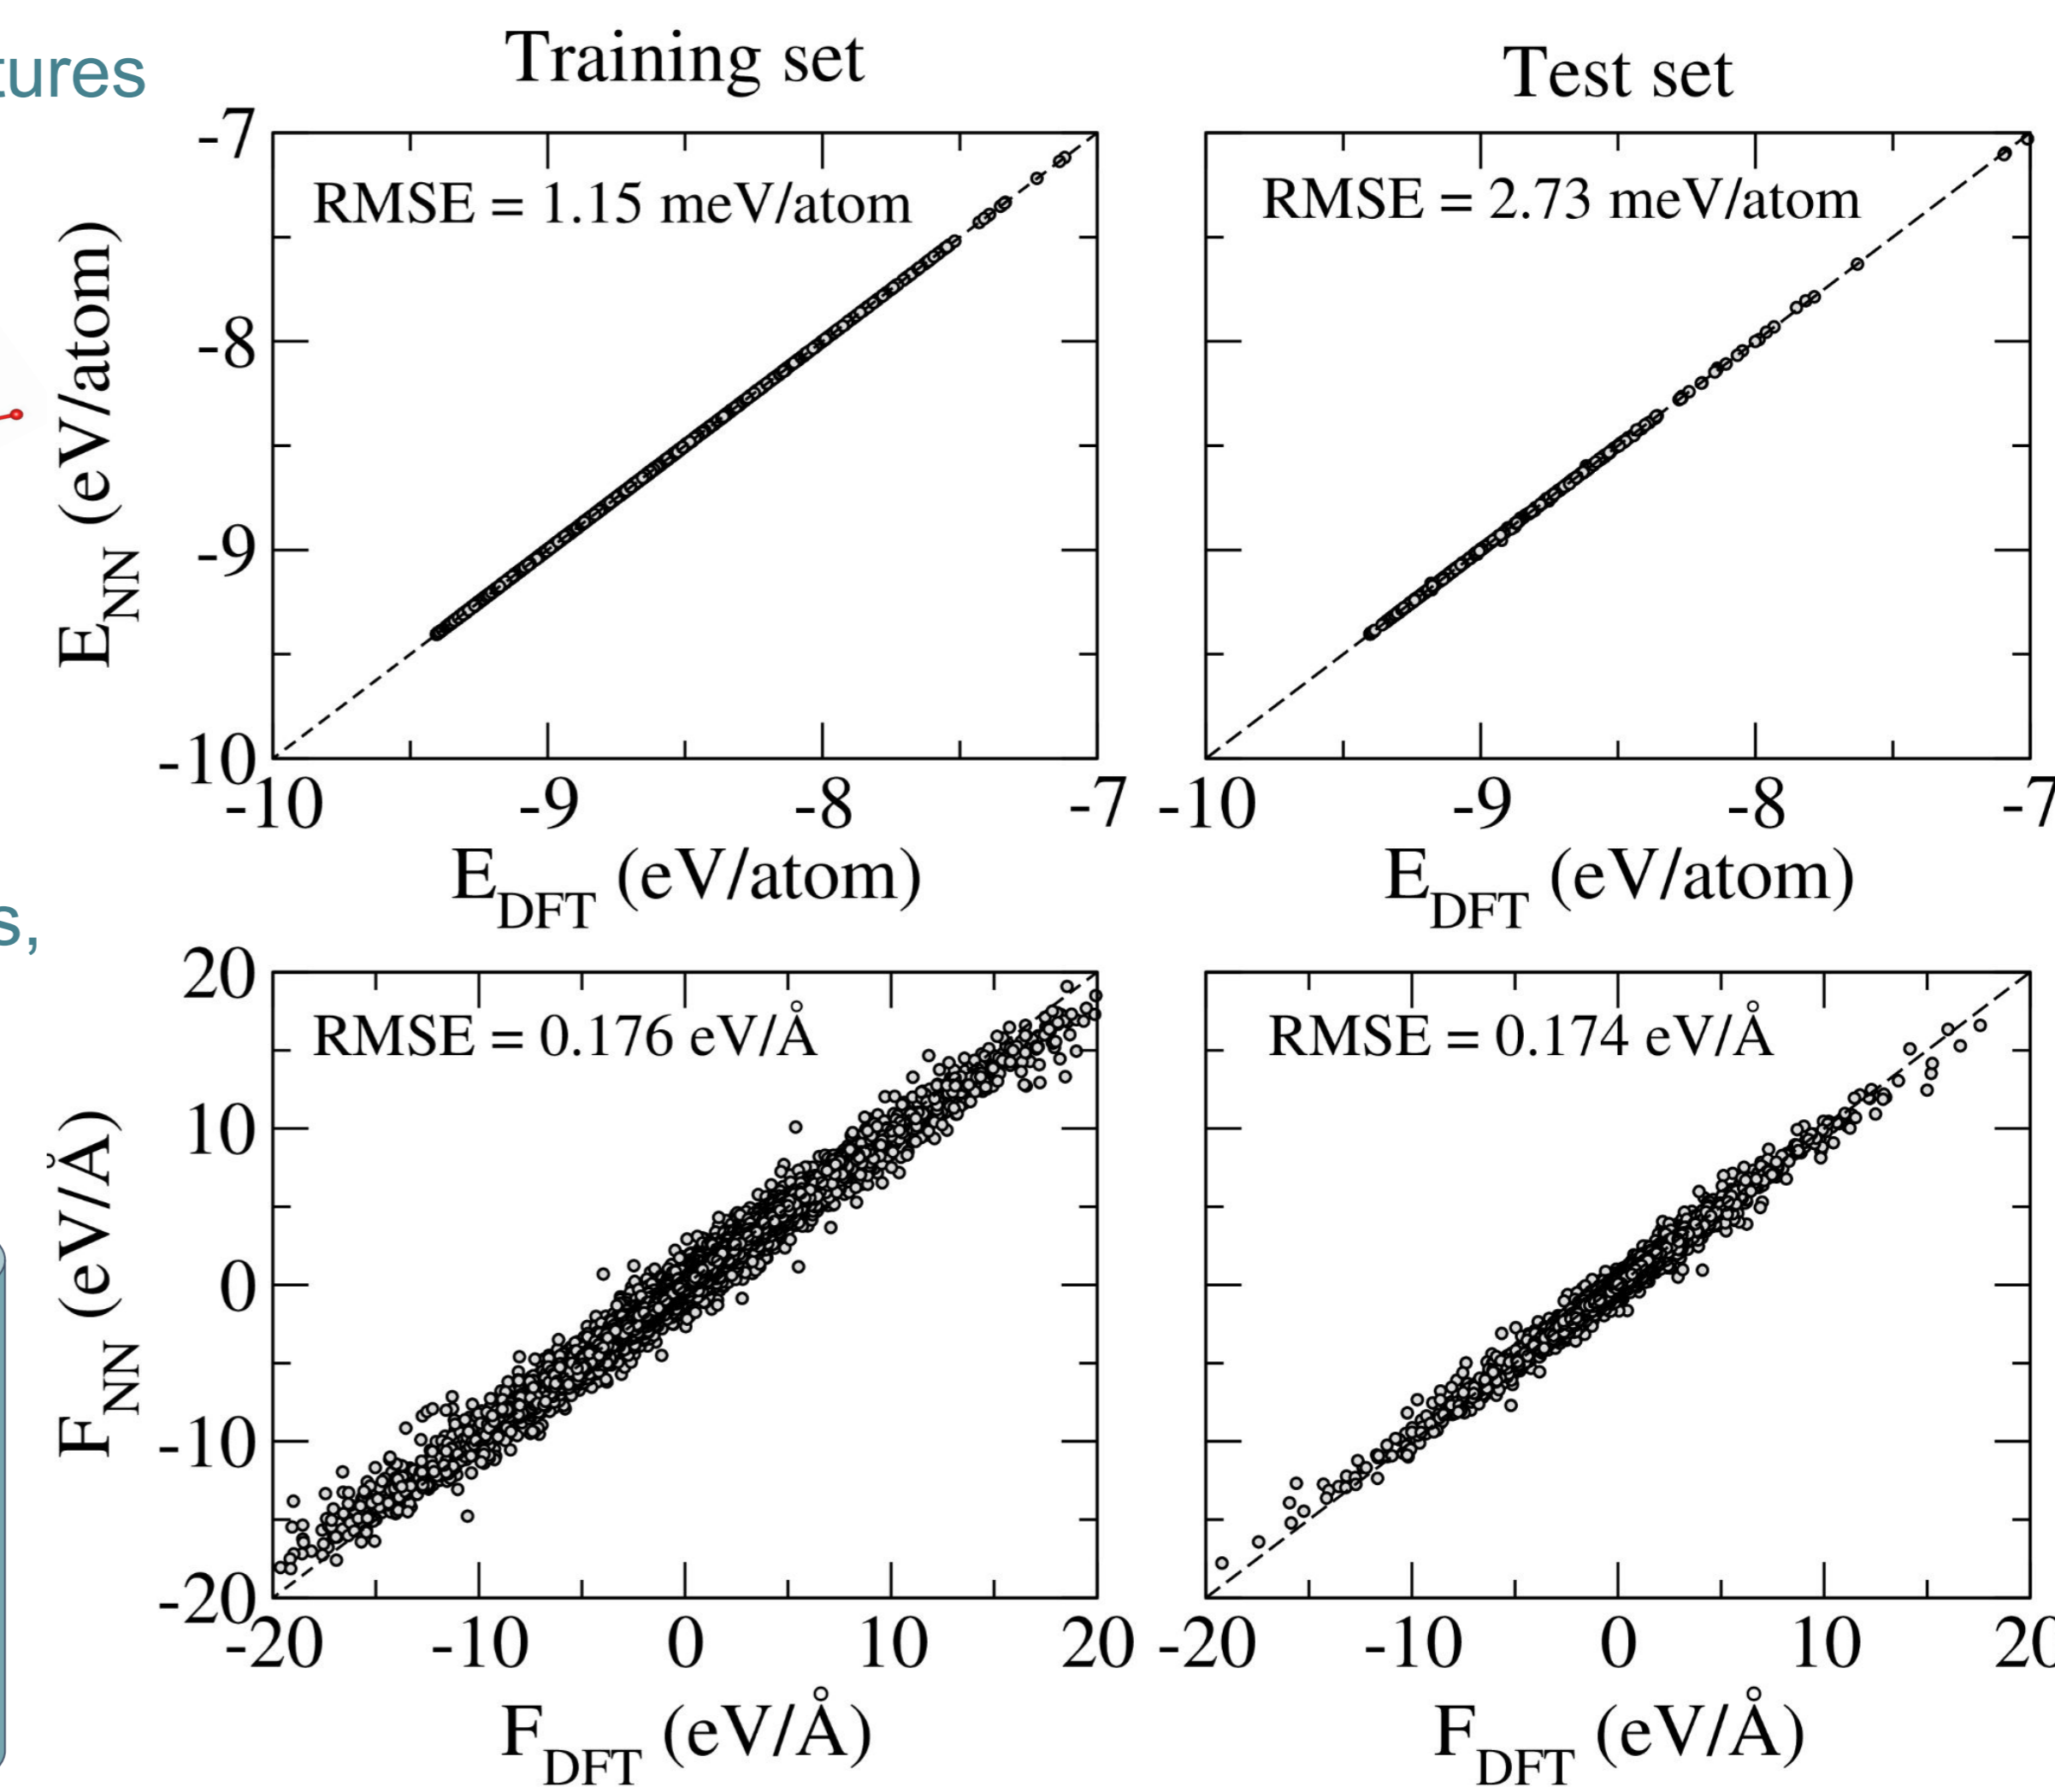 tures
Training set
Test set
-7
RMSE = 1.15 meV/atom
RMSE = 2.73 meV/atom
-8
-9
-10
E_NN (eV/atom)
-10 -9 -8 -7
-10 -9 -8 -7
E_DFT (eV/atom)
E_DFT (eV/atom)
s,
20
RMSE = 0.176 eV/Å
RMSE = 0.174 eV/Å
10
0
-10
-20
F_NN (eV/Å)
-20 -10 0 10 20
-20 -10 0 10 20
F_DFT (eV/Å)
F_DFT (eV/Å)